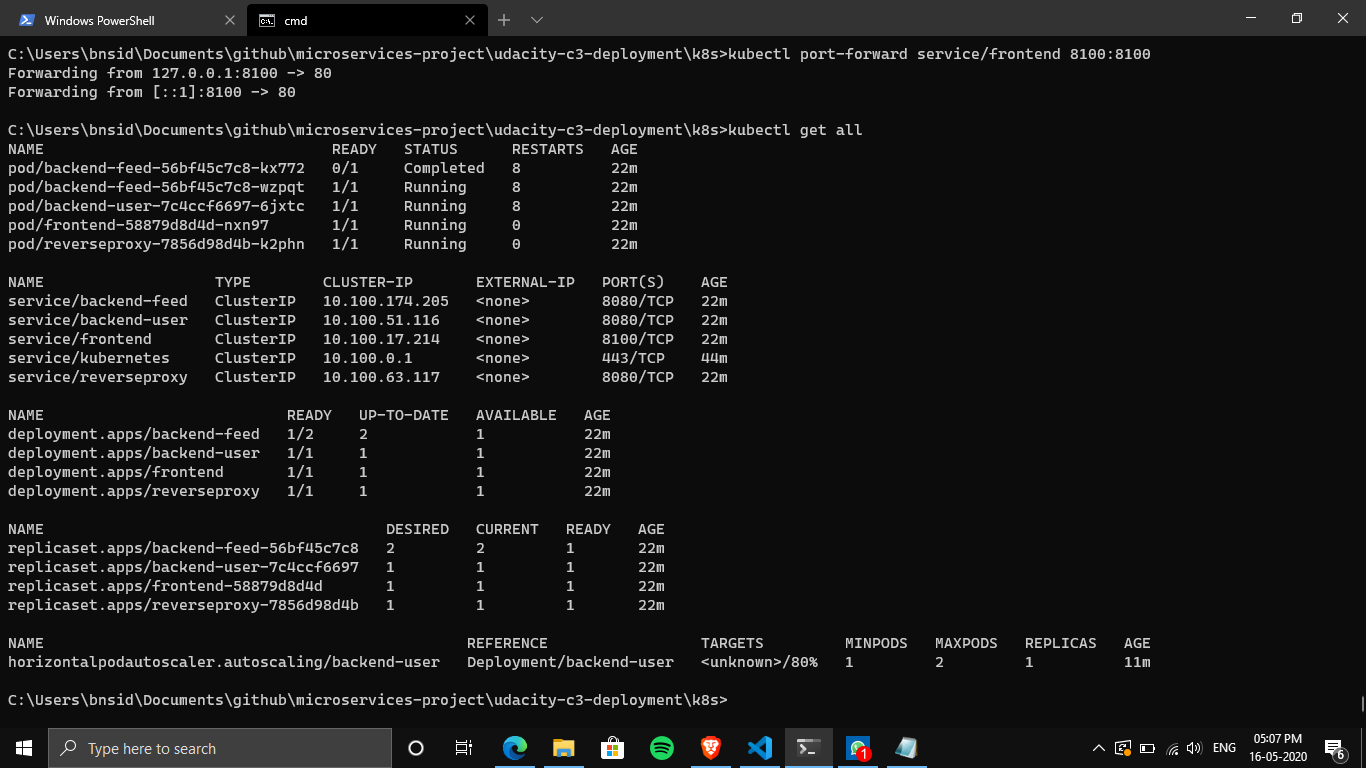 Windows PowerShell
cmd
C:\Users\bnsid\Documents\github\microservices-project\udacity-c3-deployment\k8s>kubectl port-forward service/frontend 8100:8100
Forwarding from 127.0.0.1:8100 -> 80
Forwarding from [::1]:8100 -> 80
C:\Users\bnsid\Documents\github\microservices-project\udacity-c3-deployment\k8s>kubectl get all
NAME READY STATUS RESTARTS AGE
pod/backend-feed-56bf45c7c8-kx772 0/1 Completed 8 22m
pod/backend-feed-56bf45c7c8-wzpqt 1/1 Running 8 22m
pod/backend-user-7c4ccf6697-6jxtc 1/1 Running 8 22m
pod/frontend-58879d8d4d-nxn97 1/1 Running 0 22m
pod/reverseproxy-7856d98d4b-k2phn 1/1 Running 0 22m
NAME TYPE CLUSTER-IP EXTERNAL-IP PORT(S) AGE
service/backend-feed ClusterIP 10.100.174.205 <none> 8080/TCP 22m
service/backend-user ClusterIP 10.100.51.116 <none> 8080/TCP 22m
service/frontend ClusterIP 10.100.17.214 <none> 8100/TCP 22m
service/kubernetes ClusterIP 10.100.0.1 <none> 443/TCP 44m
service/reverseproxy ClusterIP 10.100.63.117 <none> 8080/TCP 22m
NAME READY UP-TO-DATE AVAILABLE AGE
deployment.apps/backend-feed 1/2 2 1 22m
deployment.apps/backend-user 1/1 1 1 22m
deployment.apps/frontend 1/1 1 1 22m
deployment.apps/reverseproxy 1/1 1 1 22m
NAME DESIRED CURRENT READY AGE
replicaset.apps/backend-feed-56bf45c7c8 2 2 1 22m
replicaset.apps/backend-user-7c4ccf6697 1 1 1 22m
replicaset.apps/frontend-58879d8d4d 1 1 1 22m
replicaset.apps/reverseproxy-7856d98d4b 1 1 1 22m
NAME REFERENCE TARGETS MINPODS MAXPODS REPLICAS AGE
horizontalpodautoscaler.autoscaling/backend-user Deployment/backend-user <unknown>/80% 1 2 1 11m
C:\Users\bnsid\Documents\github\microservices-project\udacity-c3-deployment\k8s>
Type here to search
1
ENG
05:07 PM
16-05-2020
6